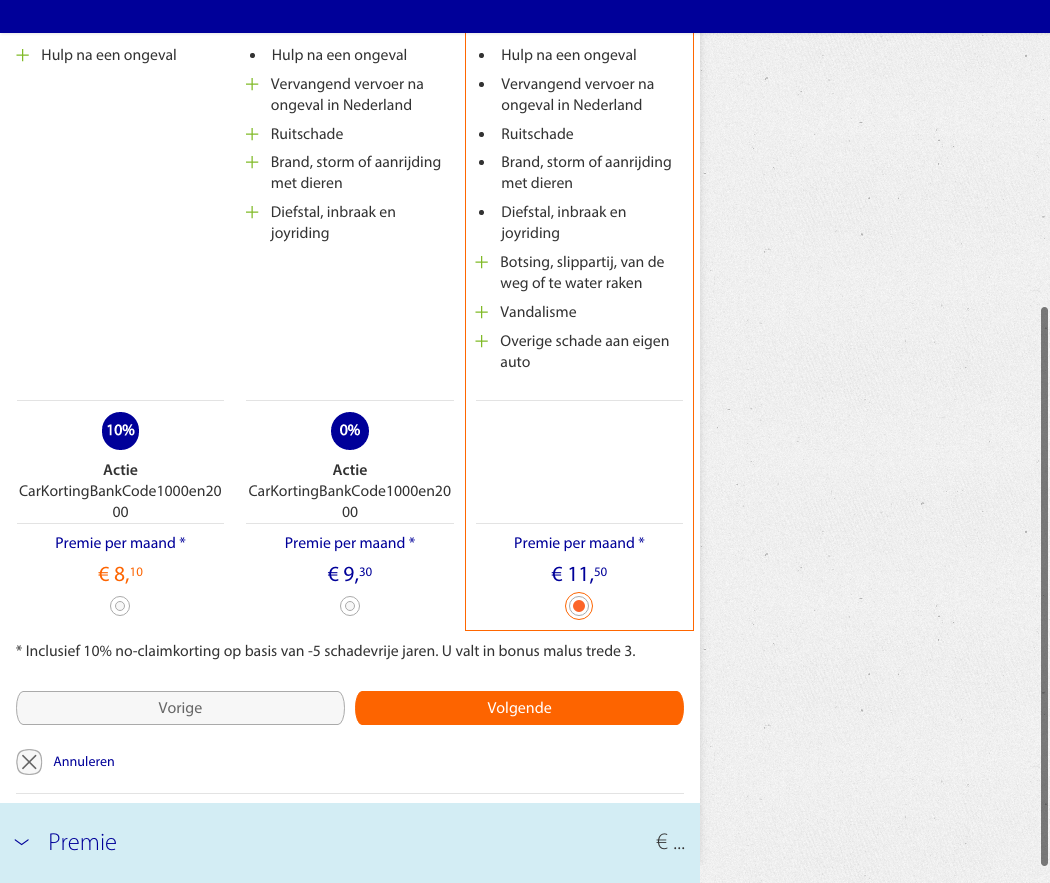 Hulp na een ongeval
Hulp na een ongeval
Vervangend vervoer na
ongeval in Nederland
Ruitschade
Brand, storm of aanrijding
met dieren
Diefstal, inbraak en
joyriding
Hulp na een ongeval
Vervangend vervoer na
ongeval in Nederland
Ruitschade
Brand, storm of aanrijding
met dieren
Diefstal, inbraak en
joyriding
Botsing, slippartij, van de
weg of te water raken
Vandalisme
Overige schade aan eigen
auto
10%
Actie
CarKortingBankCode1000en20
00
Premie per maand *
€ 8,10
0%
Actie
CarKortingBankCode1000en20
00
Premie per maand *
€ 9,30
Premie per maand *
€ 11,50
* Inclusief 10% no-claimkorting op basis van -5 schadevrije jaren. U valt in bonus malus trede 3.
Vorige
Volgende
Annuleren
Premie
€ ...